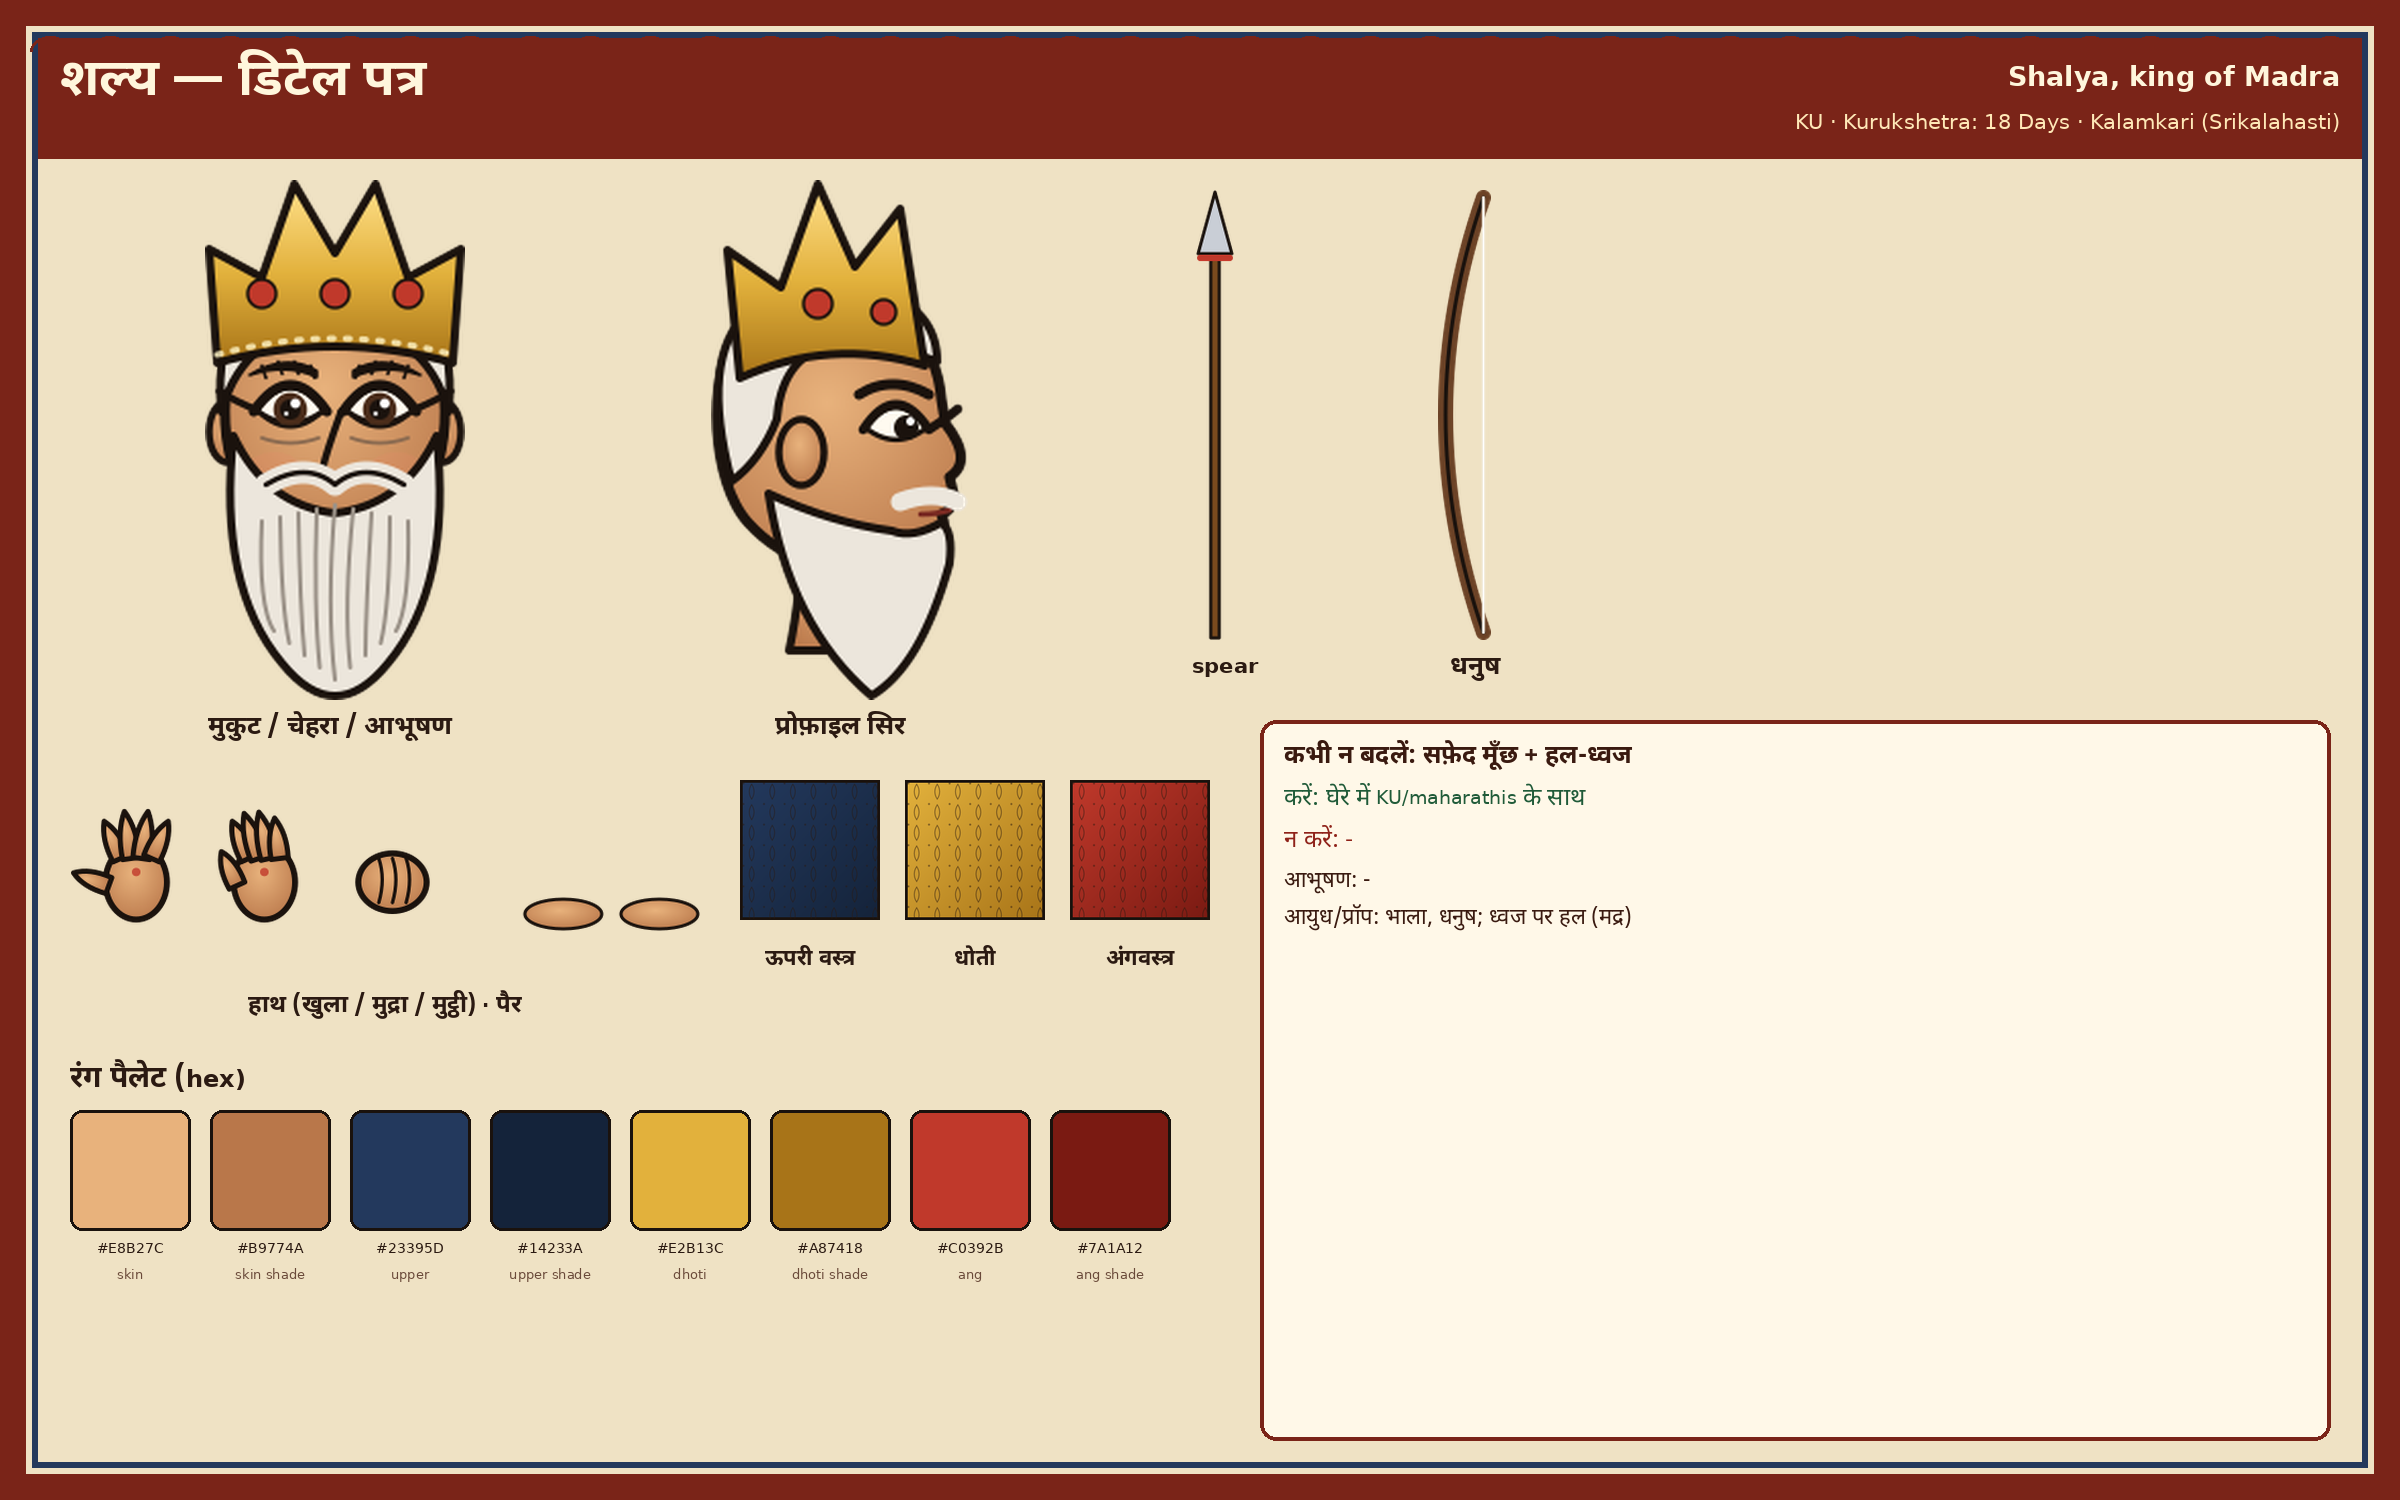 शल्य — डिटेल पत्र
Shalya, king of Madra
KU · Kurukshetra: 18 Days · Kalamkari (Srikalahasti)
spear
धनुष
मुकुट / चेहरा / आभूषण
प्रोफ़ाइल सिर
कभी न बदलें: सफ़ेद मूँछ + हल-ध्वज
करें: घेरे में KU/maharathis के साथ
न करें: -
आभूषण: -
आयुध/प्रॉप: भाला, धनुष; ध्वज पर हल (मद्र)
ऊपरी वस्त्र
धोती
अंगवस्त्र
हाथ (खुला / मुद्रा / मुट्ठी) · पैर
रंग पैलेट (hex)
#E8B27C #B9774A #23395D #14233A #E2B13C #A87418 #C0392B #7A1A12
skin skin shade upper upper shade dhoti dhoti shade ang ang shade